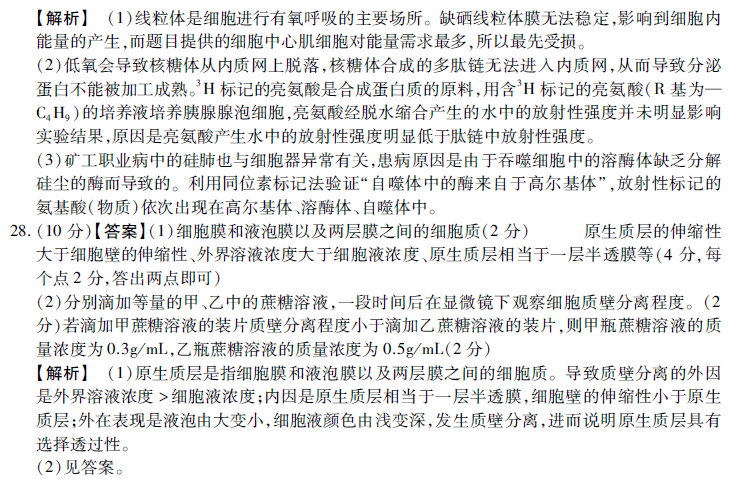 【解析】 (1)线粒体是细胞进行有氧呼吸的主要场所。缺硒线粒体膜无法稳定,影响到细胞内
能量的产生,而题目提供的细胞中心肌细胞对能量需求最多,所以最先受损。
(2)低氧会导致核糖体从内质网上脱落,核糖体合成的多肽链无法进入内质网,从而导致分泌
蛋白不能被加工成熟。³H 标记的亮氨酸是合成蛋白质的原料,用含³H 标记的亮氨酸(R 基为—
C₄H₉)的培养液培养胰腺腺泡细胞,亮氨酸经脱水缩合产生的水中的放射性强度并未明显影响
实验结果,原因是亮氨酸产生水中的放射性强度明显低于肽链中放射性强度。
(3)矿工职业病中的硅肺也与细胞器异常有关,患病原因是由于吞噬细胞中的溶酶体缺乏分解
硅尘的酶而导致的。利用同位素标记法验证“自噬体中的酶来自于高尔基体”,放射性标记的
氨基酸(物质)依次出现在高尔基体、溶酶体、自噬体中。
28. (10 分)【答案】(1)细胞膜和液泡膜以及两层膜之间的细胞质(2 分) 原生质层的伸缩性
大于细胞壁的伸缩性、外界溶液浓度大于细胞液浓度、原生质层相当于一层半透膜等(4 分,每
个点 2 分,答出两点即可)
(2)分别滴加等量的甲、乙中的蔗糖溶液,一段时间后在显微镜下观察细胞质壁分离程度。(2
分)若滴加甲蔗糖溶液的装片质壁分离程度小于滴加乙蔗糖溶液的装片,则甲瓶蔗糖溶液的质
量浓度为 0.3g/mL,乙瓶蔗糖溶液的质量浓度为 0.5g/mL(2 分)
【解析】 (1)原生质层是指细胞膜和液泡膜以及两层膜之间的细胞质。导致质壁分离的外因
是外界溶液浓度 > 细胞液浓度;内因是原生质层相当于一层半透膜,细胞壁的伸缩性小于原生
质层;外在表现是液泡由大变小,细胞液颜色由浅变深,发生质壁分离,进而说明原生质层具有
选择透过性。
(2)见答案。